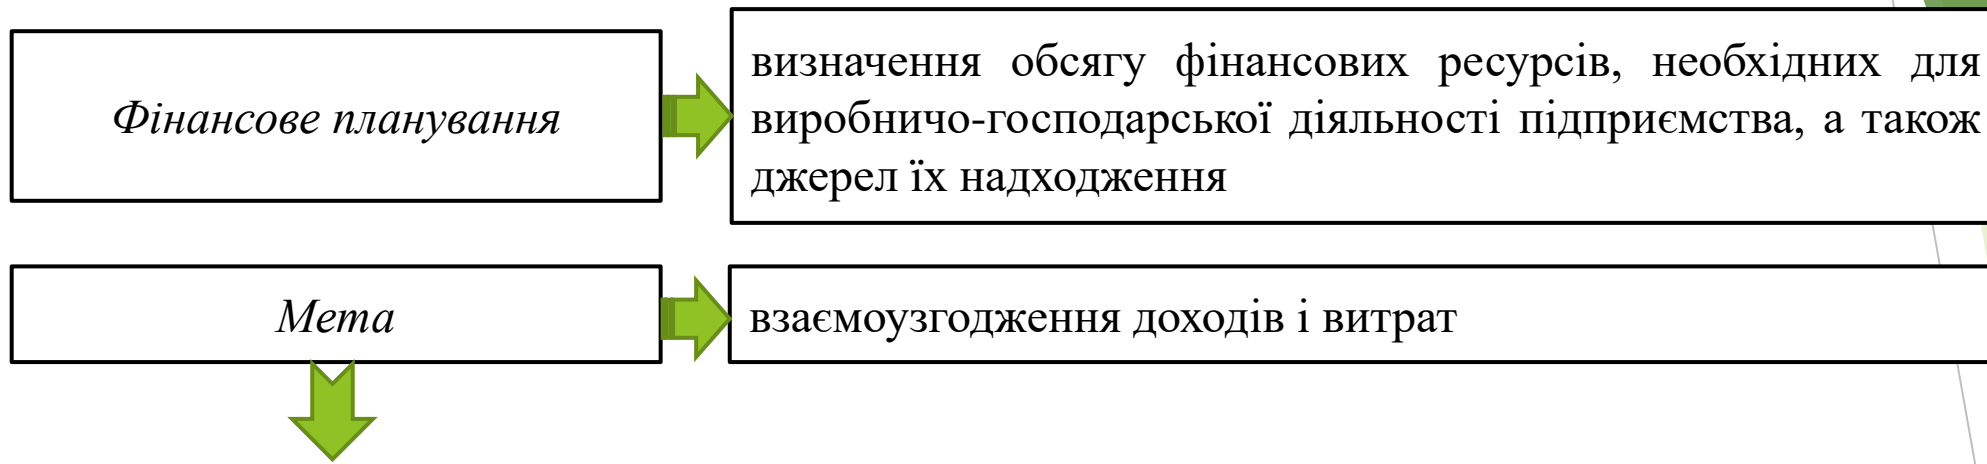 Фінансове планування
визначення обсягу фінансових ресурсів, необхідних для
виробничо-господарської діяльності підприємства, а також
джерел їх надходження
Мета
взаємоузгодження доходів і витрат